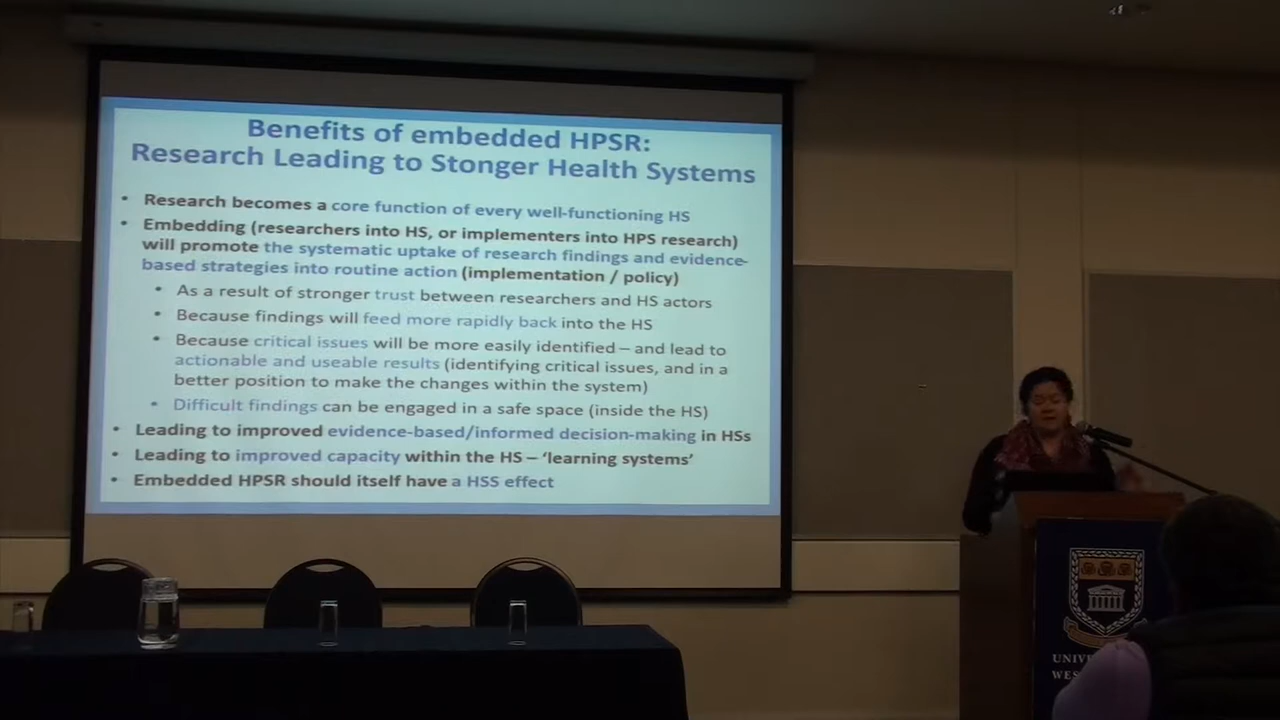 Benefits of embedded HPSR:
Research Leading to Stonger Health Systems
• Research becomes a core function of every well-functioning HS
• Embedding (researchers into HS, or implementers into HPS research)
will promote the systematic uptake of research findings and evidence-
based strategies into routine action (implementation / policy)
• As a result of stronger trust between researchers and HS actors
• Because findings will feed more rapidly back into the HS
• Because critical issues will be more easily identified – and lead to
actionable and useable results (identifying critical issues, and in a
better position to make the changes within the system)
• Difficult findings can be engaged in a safe space (inside the HS)
• Leading to improved evidence-based/informed decision-making in HSs
• Leading to improved capacity within the HS – ‘learning systems’
• Embedded HPSR should itself have a HSS effect